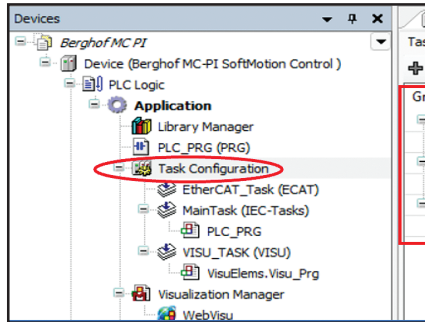 Devices
Berghof MC PI
Device (Berghof MC-PI SoftMotion Control )
PLC Logic
Application
Library Manager
PLC_PRG (PRG)
Task Configuration
EtherCAT_Task (ECAT)
MainTask (IEC-Tasks)
PLC_PRG
VISU_TASK (VISU)
VisuElems.Visu_Prg
Visualization Manager
WebVisu